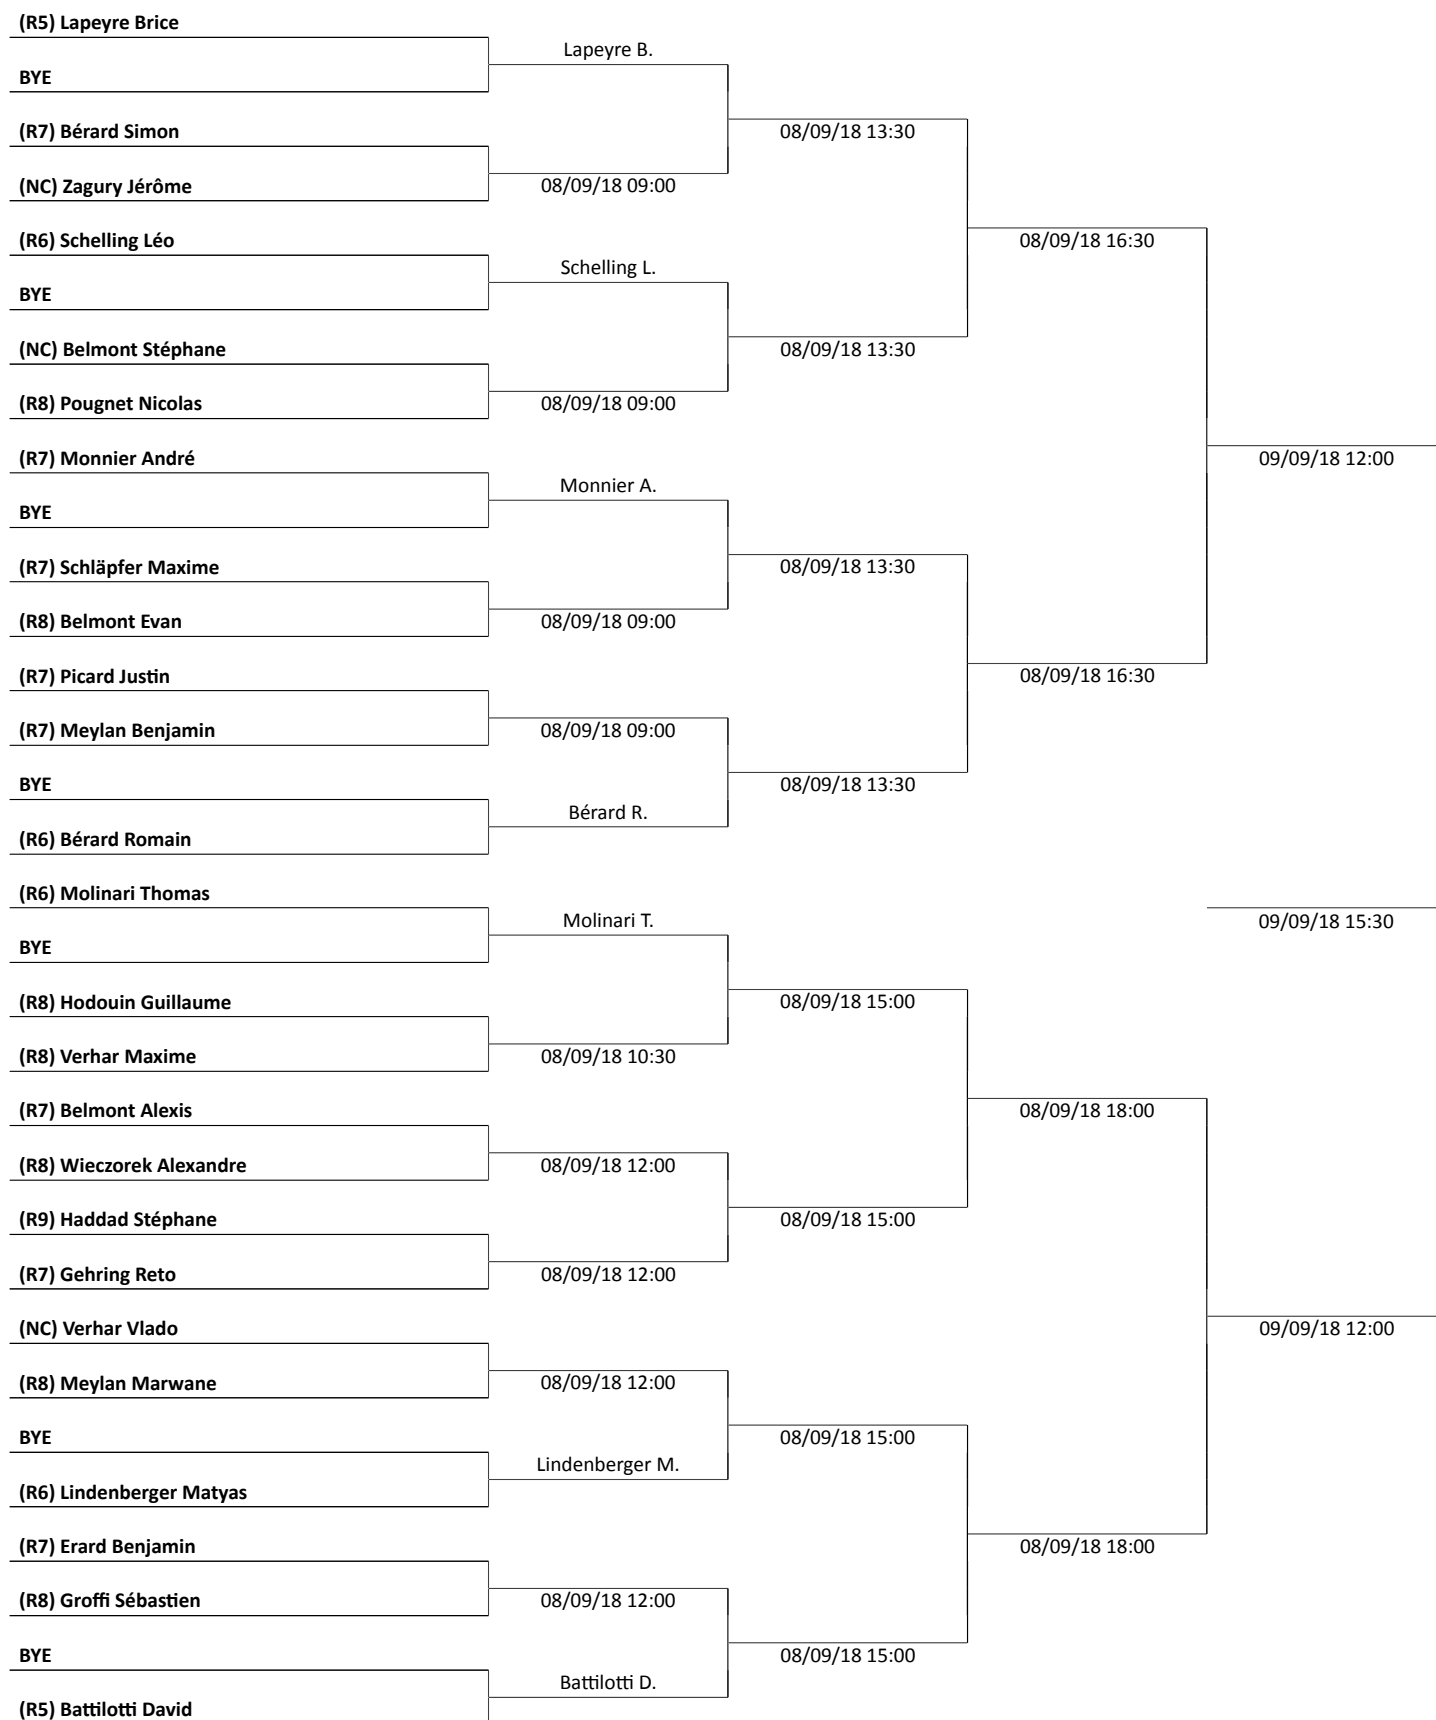 (R5) Lapeyre Brice
Lapeyre B.
BYE
(R7) Bérard Simon
08/09/18 13:30
(NC) Zagury Jérôme
08/09/18 09:00
(R6) Schelling Léo
08/09/18 16:30
Schelling L.
BYE
(NC) Belmont Stéphane
08/09/18 13:30
(R8) Pougnet Nicolas
08/09/18 09:00
(R7) Monnier André
09/09/18 12:00
Monnier A.
BYE
(R7) Schläpfer Maxime
08/09/18 13:30
(R8) Belmont Evan
08/09/18 09:00
(R7) Picard Justin
08/09/18 16:30
(R7) Meylan Benjamin
08/09/18 09:00
BYE
08/09/18 13:30
Bérard R.
(R6) Bérard Romain
(R6) Molinari Thomas
Molinari T.
09/09/18 15:30
BYE
(R8) Hodouin Guillaume
08/09/18 15:00
(R8) Verhar Maxime
08/09/18 10:30
(R7) Belmont Alexis
08/09/18 18:00
(R8) Wieczorek Alexandre
08/09/18 12:00
(R9) Haddad Stéphane
08/09/18 15:00
(R7) Gehring Reto
08/09/18 12:00
(NC) Verhar Vlado
09/09/18 12:00
(R8) Meylan Marwane
08/09/18 12:00
BYE
08/09/18 15:00
Lindenberger M.
(R6) Lindenberger Matyas
(R7) Erard Benjamin
08/09/18 18:00
(R8) Groffi Sébastien
08/09/18 12:00
BYE
08/09/18 15:00
Battilotti D.
(R5) Battilotti David